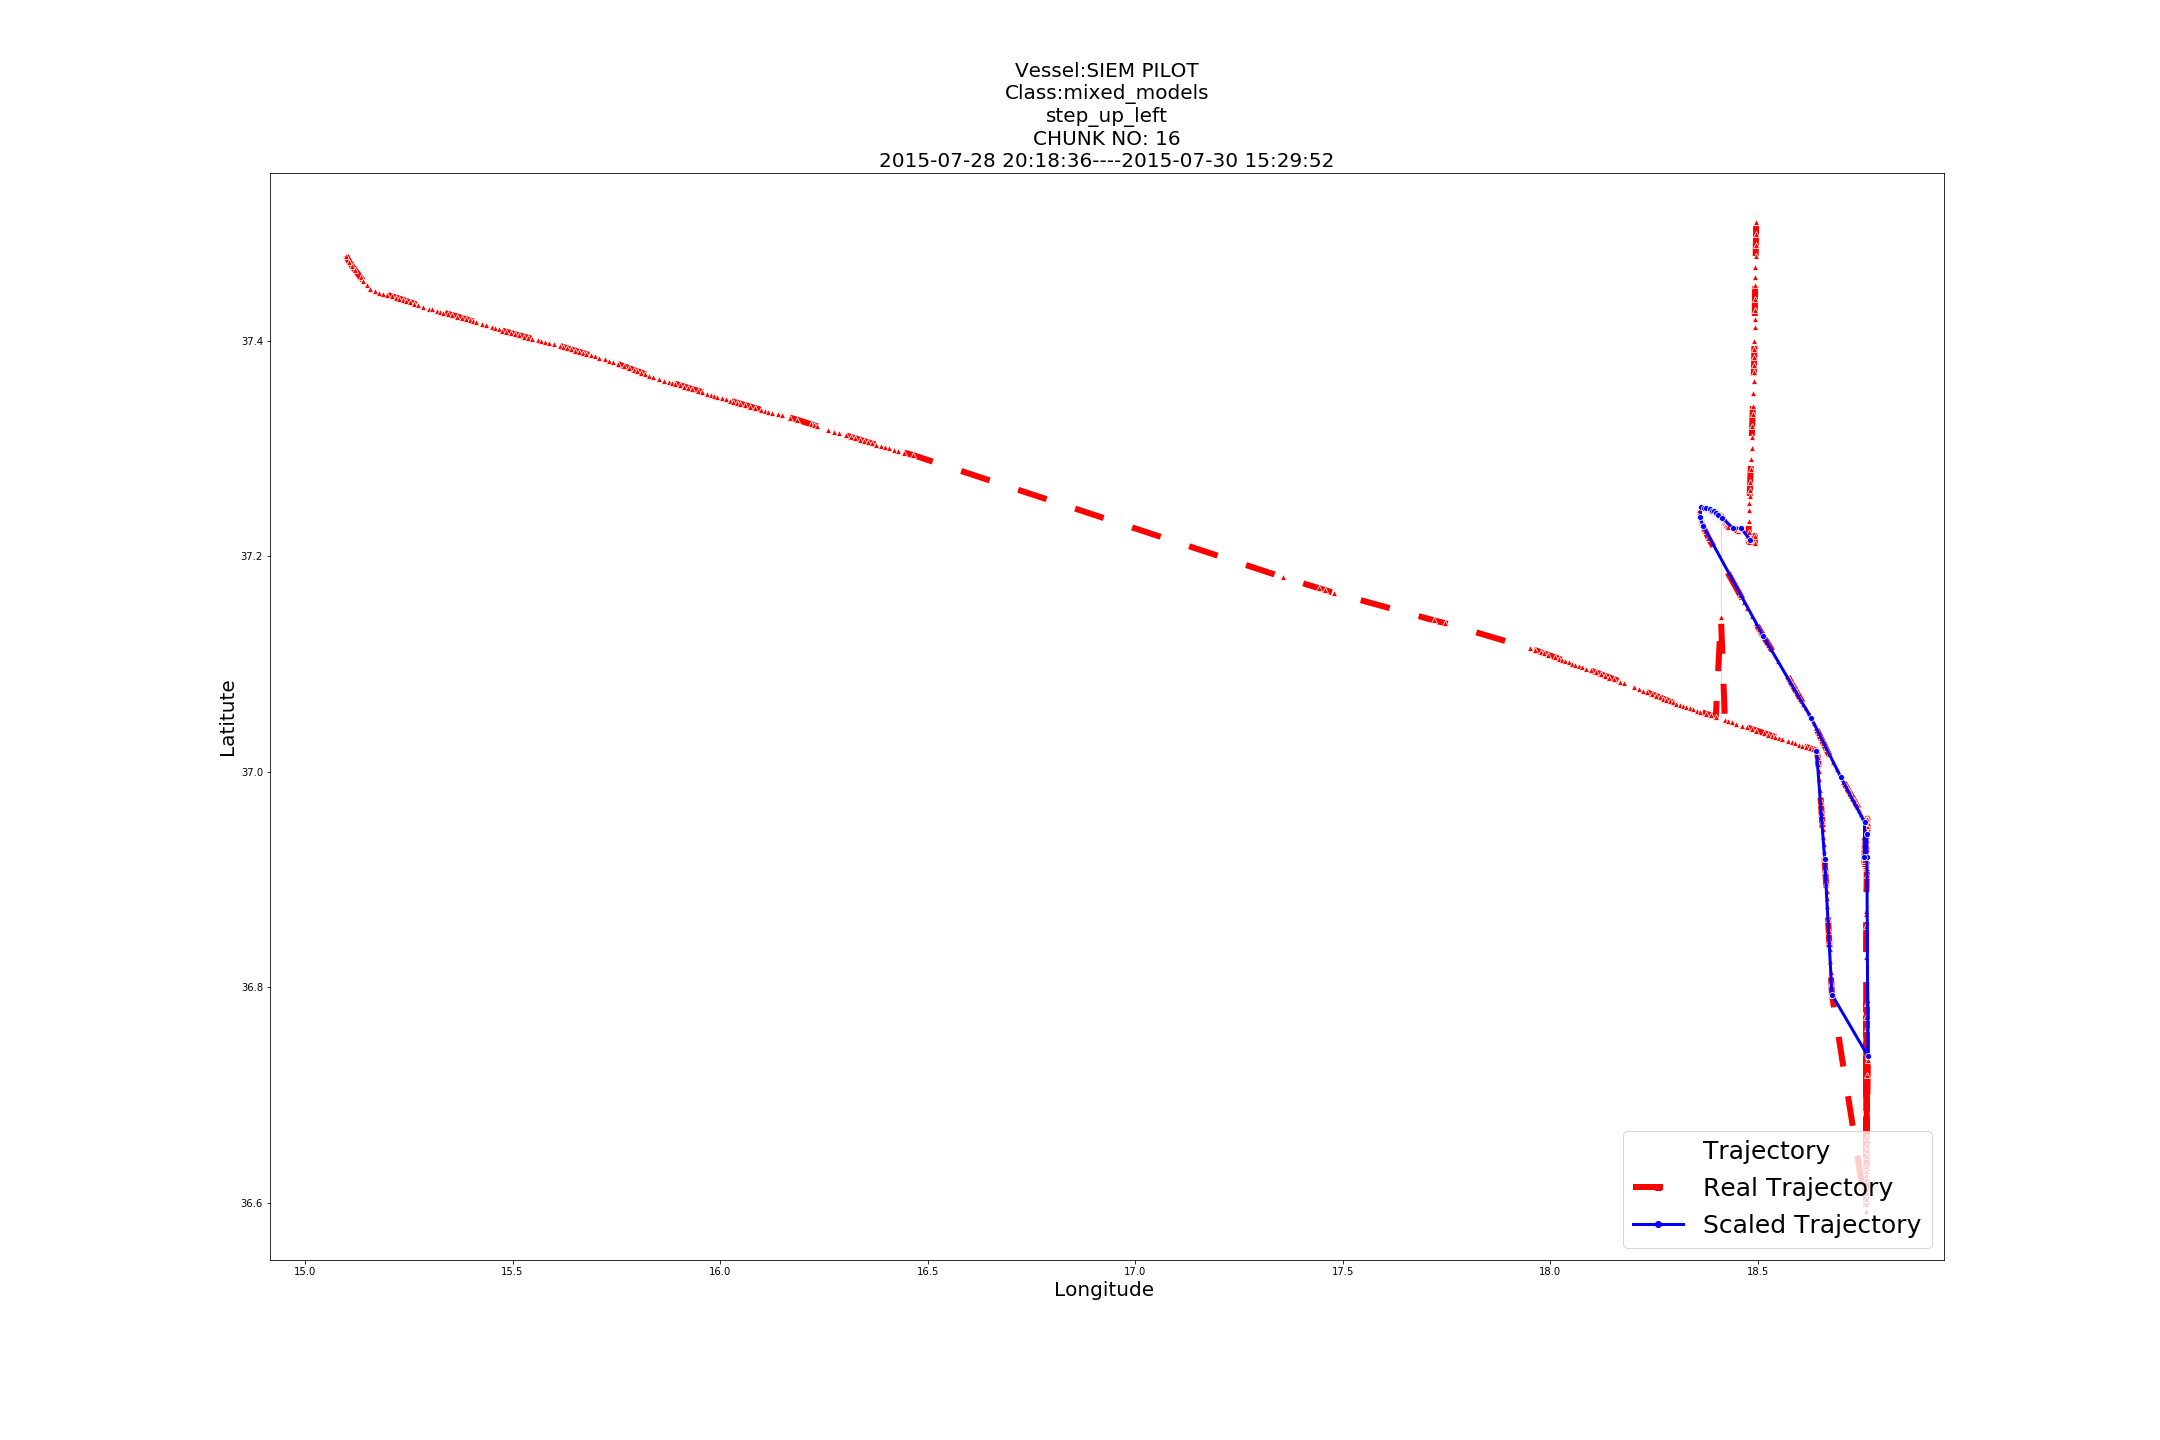 Vessel:SIEM PILOT
Class:mixed_models
step_up_left
CHUNK NO: 16
2015-07-28 20:18:36----2015-07-30 15:29:52
Latitute
37.4
37.2
37.0
36.8
36.6
15.0
15.5
16.0
16.5
17.0
17.5
18.0
18.5
Longitude
Trajectory
Real Trajectory
Scaled Trajectory